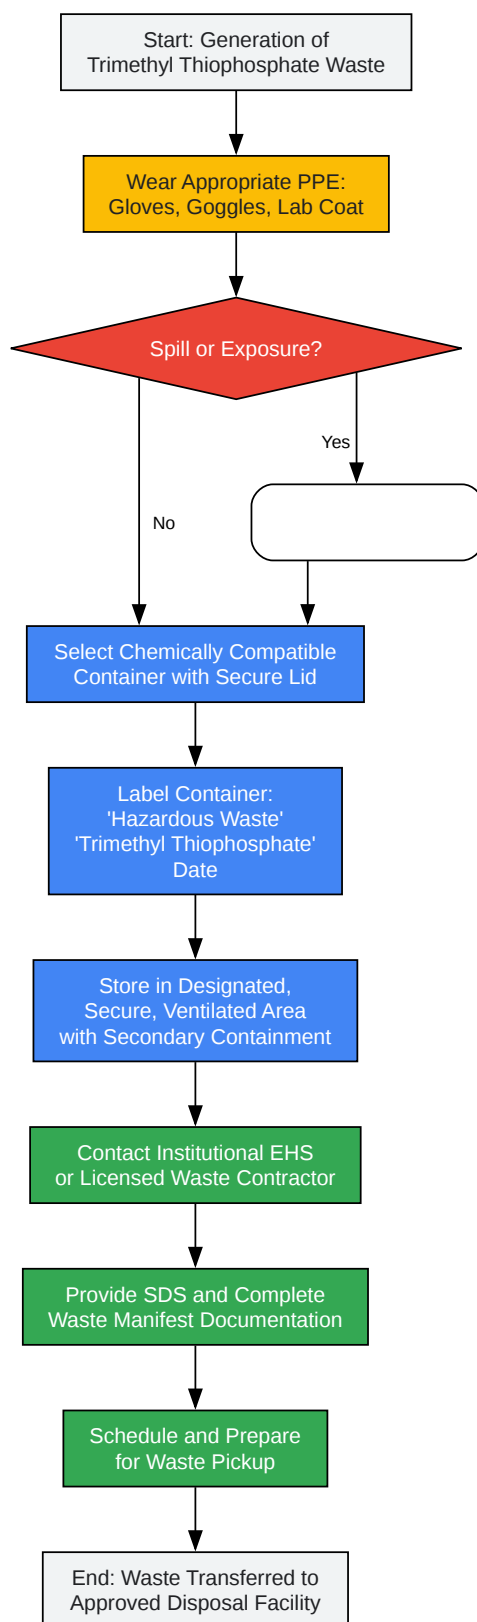 Start: Generation of
Trimethyl Thiophosphate Waste
Wear Appropriate PPE:
Gloves, Goggles, Lab Coat
Spill or Exposure?
Yes
No
Select Chemically Compatible
Container with Secure Lid
Label Container:
'Hazardous Waste'
'Trimethyl Thiophosphate'
Date
Store in Designated,
Secure, Ventilated Area
with Secondary Containment
Contact Institutional EHS
or Licensed Waste Contractor
Provide SDS and Complete
Waste Manifest Documentation
Schedule and Prepare
for Waste Pickup
End: Waste Transferred to
Approved Disposal Facility